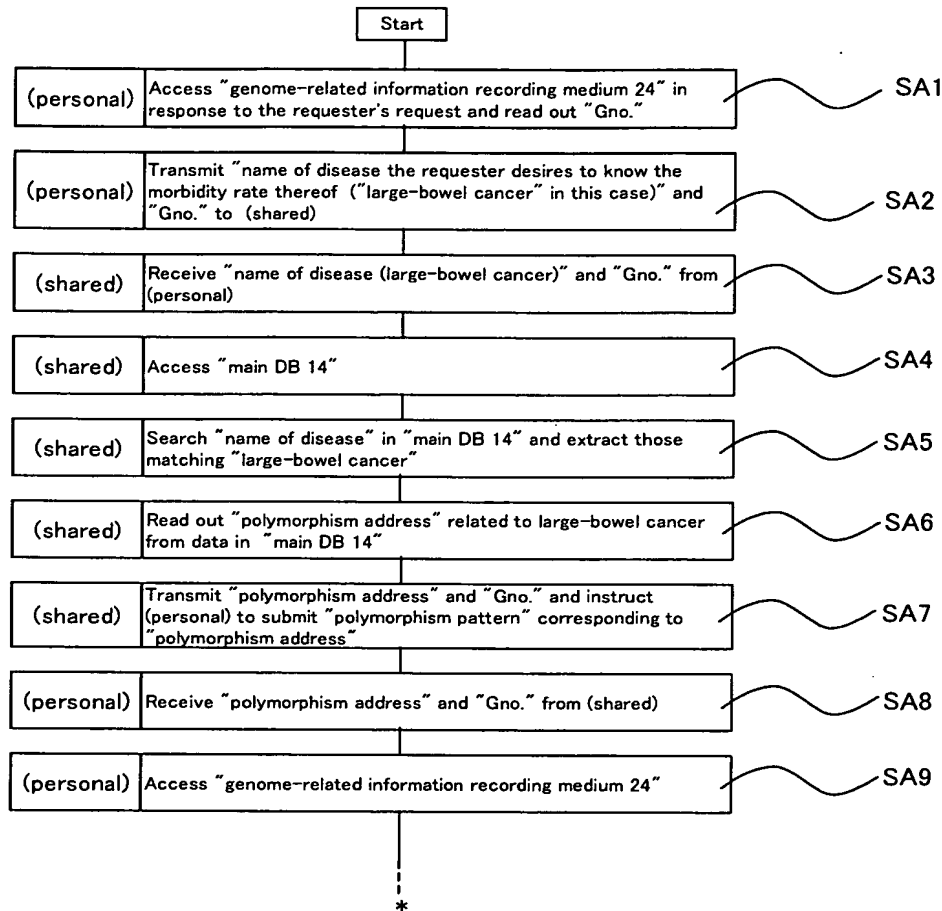 Start
(personal)
Access "genome-related information recording medium 24" in
response to the requester's request and read out "Gno."
SA1
(personal)
Transmit "name of disease the requester desires to know the
morbidity rate thereof ("large-bowel cancer" in this case)" and
"Gno." to (shared)
SA2
(shared)
Receive "name of disease (large-bowel cancer)" and "Gno." from
(personal)
SA3
(shared)
Access "main DB 14"
SA4
(shared)
Search "name of disease" in "main DB 14" and extract those
matching "large-bowel cancer"
SA5
(shared)
Read out "polymorphism address" related to large-bowel cancer
from data in "main DB 14"
SA6
(shared)
Transmit "polymorphism address" and "Gno." and instruct
(personal) to submit "polymorphism pattern" corresponding to
"polymorphism address"
SA7
(personal)
Receive "polymorphism address" and "Gno." from (shared)
SA8
(personal)
Access "genome-related information recording medium 24"
SA9
*